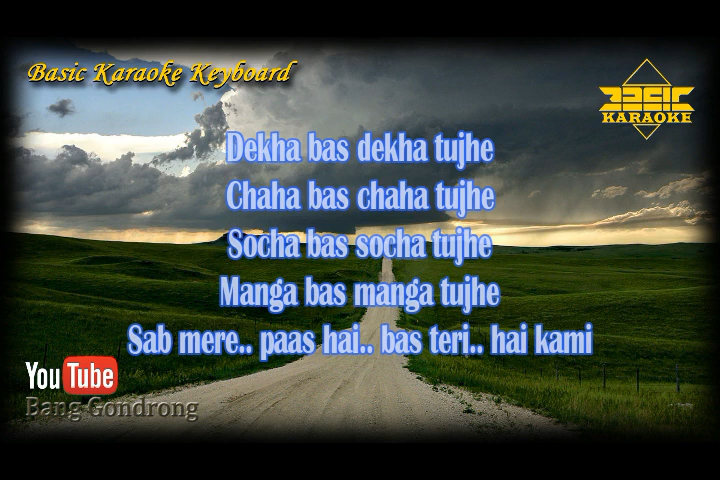 Basic Karaoke Keyboard
BASIC
KARAOKE
Dekha bas dekha tujhe
Chaha bas chaha tujhe
Socha bas socha tujhe
Manga bas manga tujhe
Sab mere.. paas hai.. bas teri.. hai kami
YouTube
Bang Gondrong